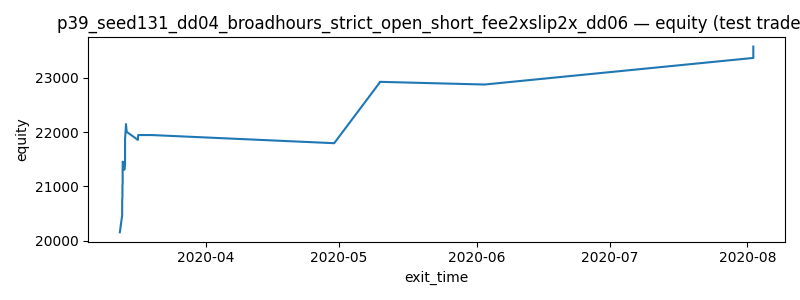 p39_seed131_dd04_broadhours_strict_open_short_fee2xslip2x_dd06 — equity (test trade
23000
22000
21000
20000
equity
2020-04 2020-05 2020-06 2020-07 2020-08
exit_time